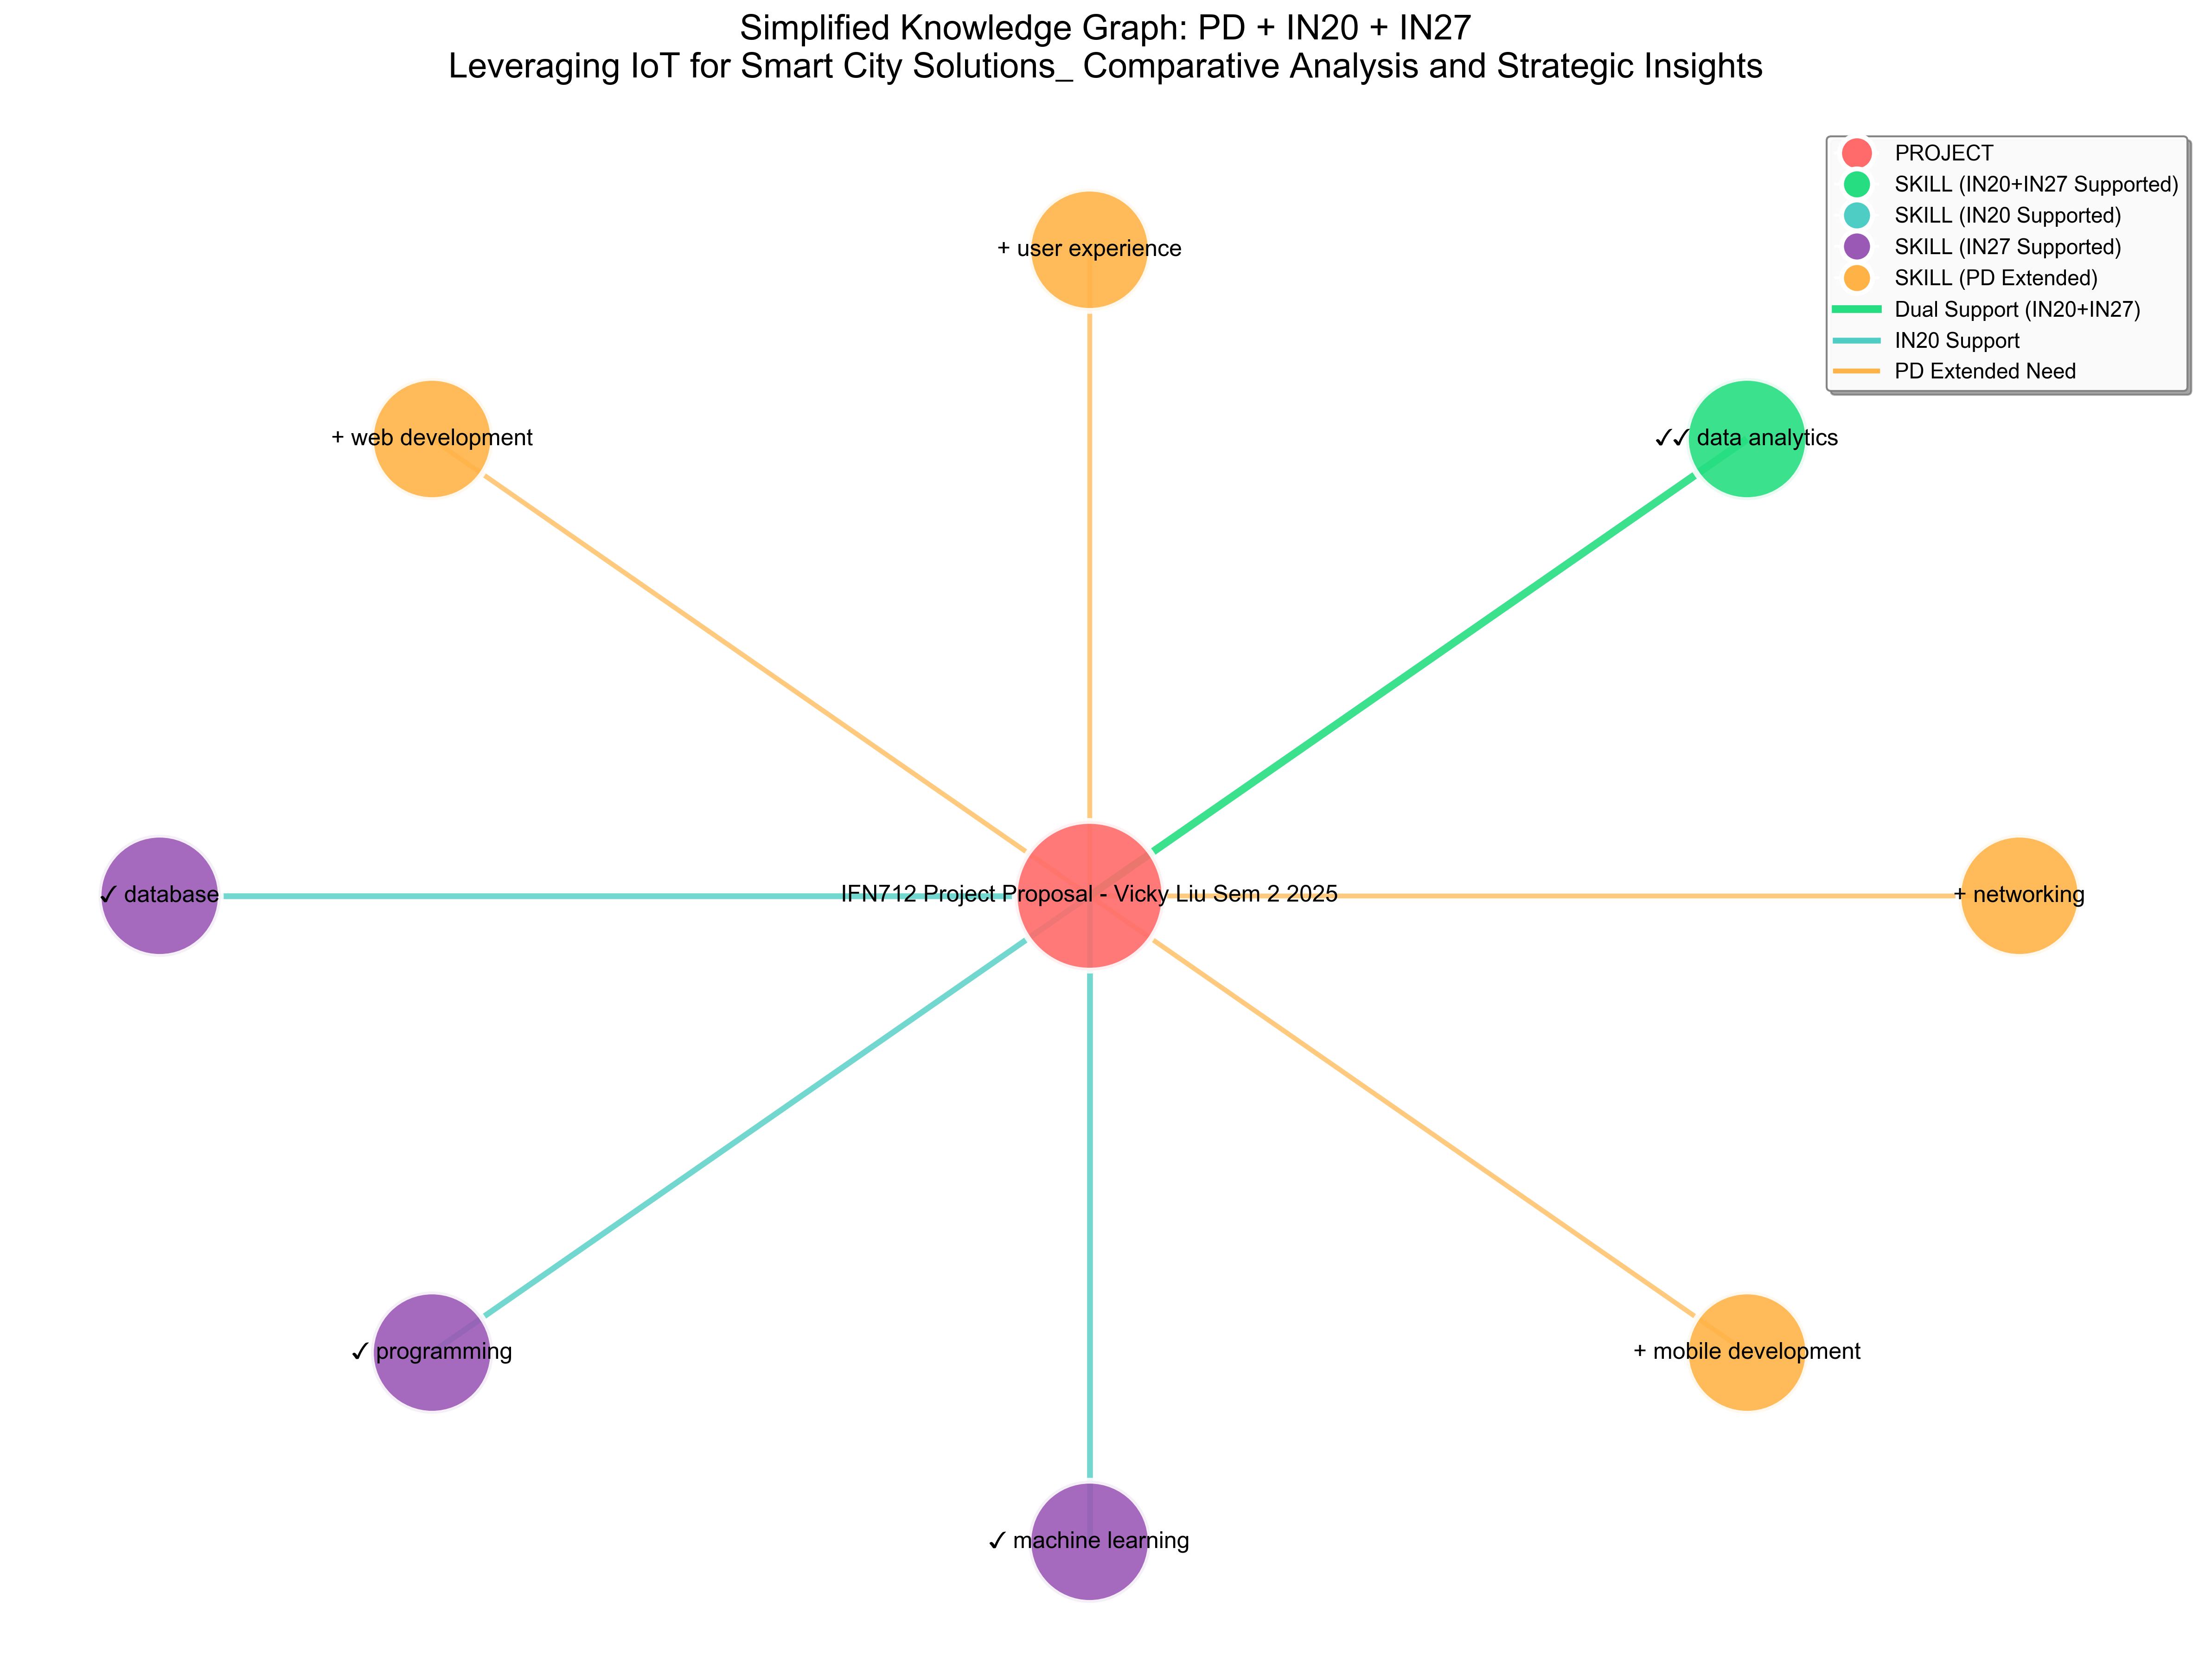 Simplified Knowledge Graph: PD + IN20 + IN27
Leveraging IoT for Smart City Solutions_ Comparative Analysis and Strategic Insights
PROJECT
SKILL (IN20+IN27 Supported)
SKILL (IN20 Supported)
SKILL (IN27 Supported)
SKILL (PD Extended)
Dual Support (IN20+IN27)
IN20 Support
PD Extended Need
+ user experience
+ web development
✓✓ data analytics
✓ database
IFN712 Project Proposal - Vicky Liu Sem 2 2025
+ networking
✓ programming
+ mobile development
✓ machine learning